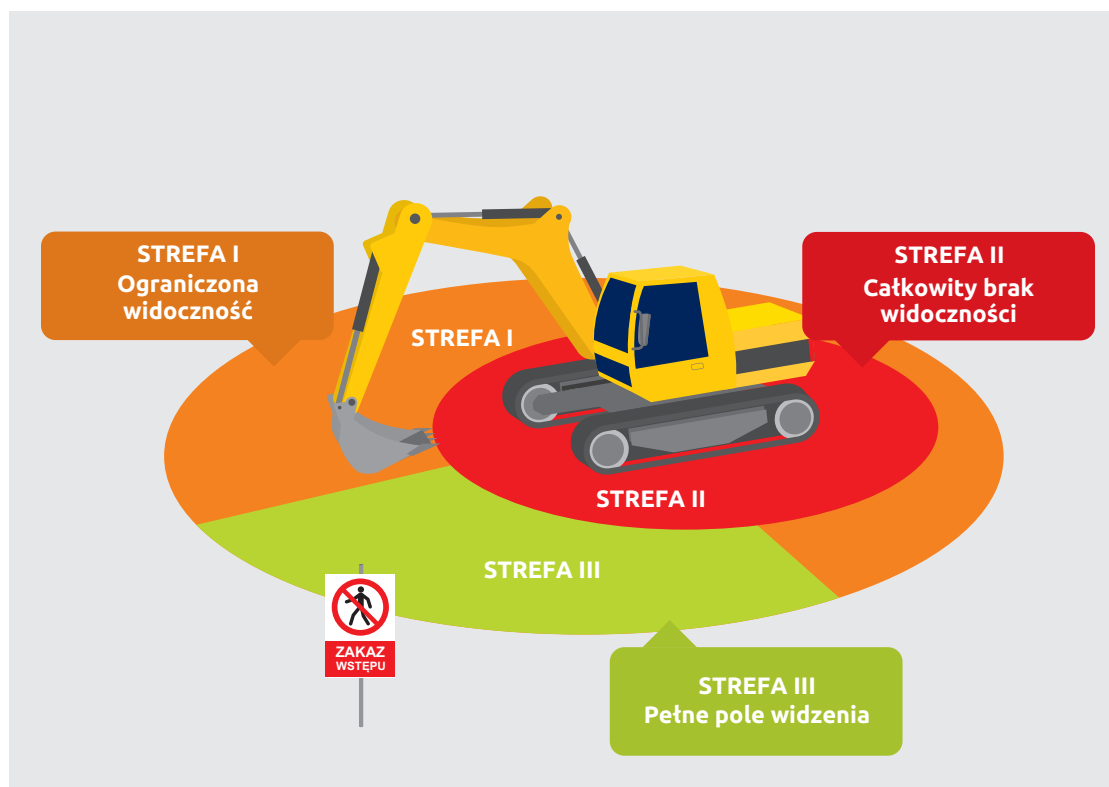 STREFA I
Ograniczona
widoczność
STREFA II
Całkowity brak
widoczności
STREFA I
STREFA II
STREFA III
ZAKAZ
WSTĘPU
STREFA III
Pełne pole widzenia